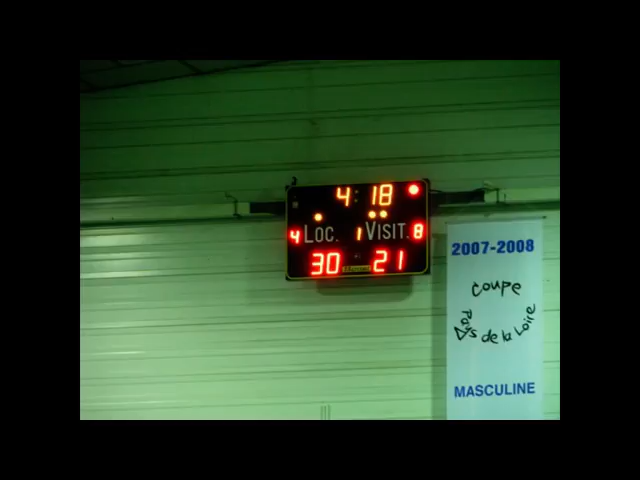 4:18
4 LOC. 1 VISIT. 8
30 21
2007-2008
coupe
Pays de la Loire
MASCULINE